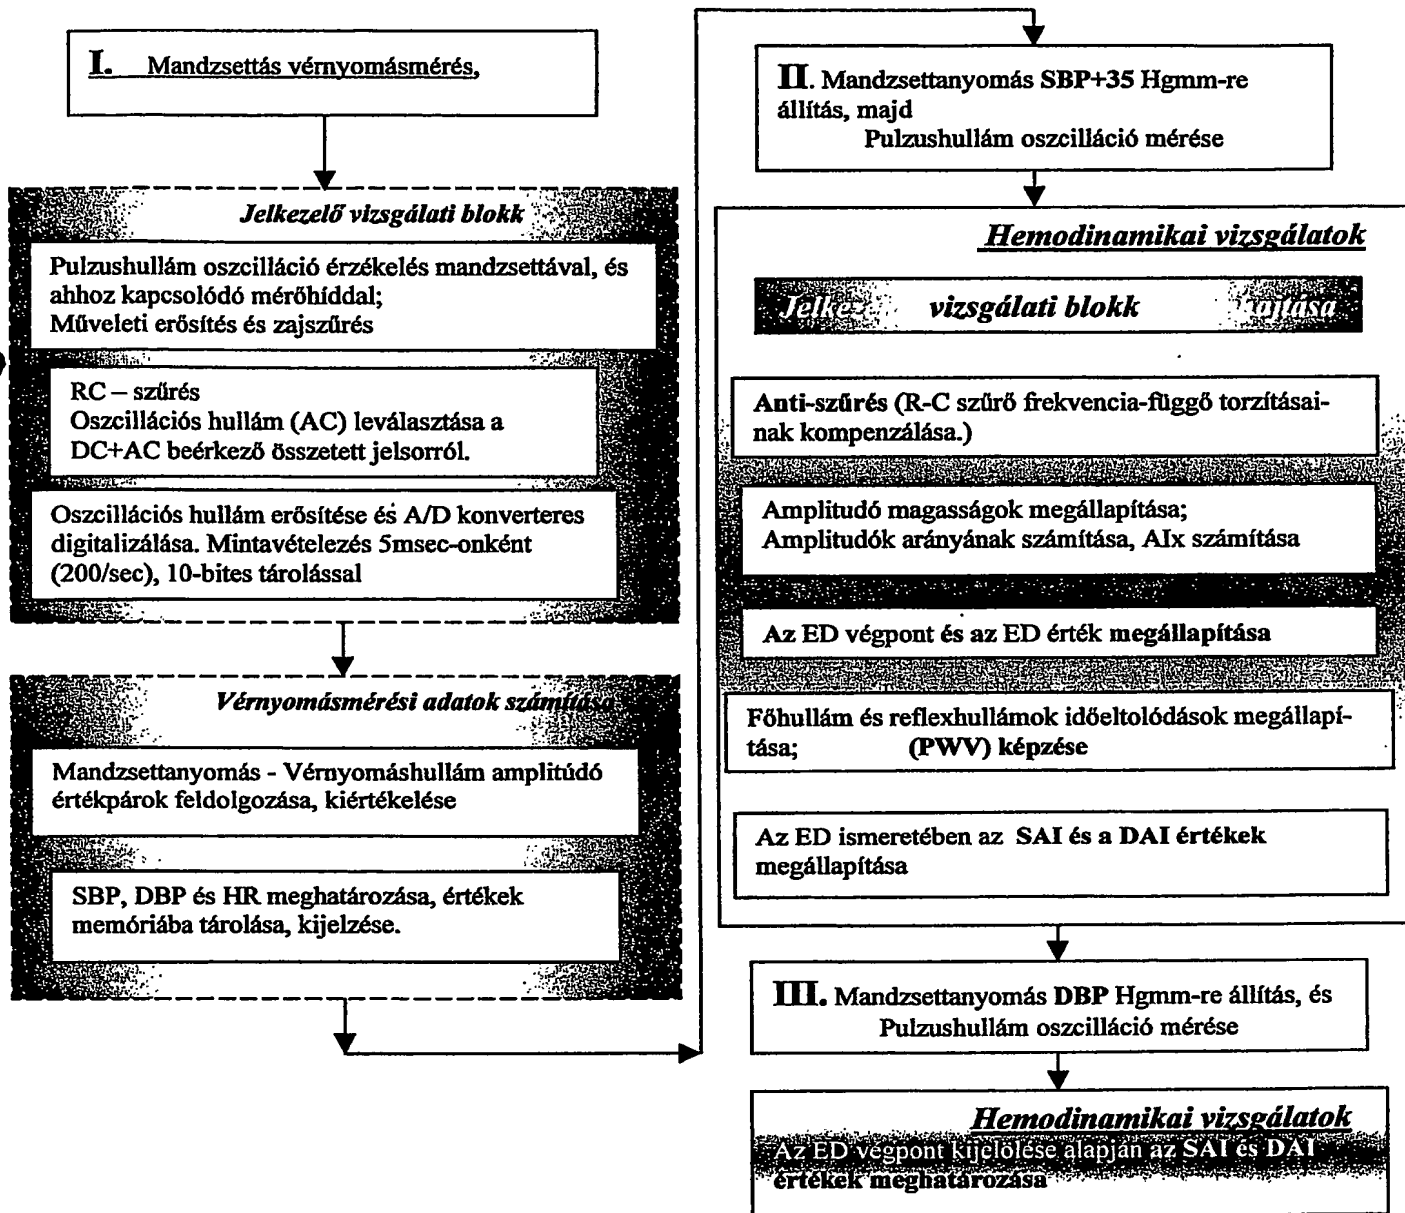 I. Mandzsettás vérnyomásmérés,
Jelkezelő vizsgálati blokk
Pulzushullám oszcilláció érzékelés mandzsettával, és
ahhoz kapcsolódó mérőhíddal;
Műveleti erősítés és zajszűrés
RC – szűrés
Oszcillációs hullám (AC) leválasztása a
DC+AC beérkező összetett jelsorról.
Oszcillációs hullám erősítése és A/D konverteres
digitalizálása. Mintavételezés 5msec-onként
(200/sec), 10-bites tárolással
Vérnyomásmérési adatok számítása
Mandzsettanyomás - Vérnyomáshullám amplitúdó
értékpárok feldolgozása, kiértékelése
SBP, DBP és HR meghatározása, értékek
memóriába tárolása, kijelzése.
II. Mandzsettanyomás SBP+35 Hgmm-re
állítás, majd
Pulzushullám oszcilláció mérése
Hemodinamikai vizsgálatok
vizsgálati blokk
Anti-szűrés (R-C szűrő frekvencia-függő torzításai-
nak kompenzálása.)
Amplitudó magasságok megállapítása;
Amplitudók arányának számítása, AIx számítása
Az ED végpont és az ED érték megállapítása
Főhullám és reflexhullámok időeltolódások megállapí-
tása; (PWV) képzése
Az ED ismeretében az SAI és a DAI értékek
megállapítása
III. Mandzsettanyomás DBP Hgmm-re állítás, és
Pulzushullám oszcilláció mérése
Hemodinamikai vizsgálatok
Az ED végpont kijelölése alapján az SAI és DAI
értékek meghatározása